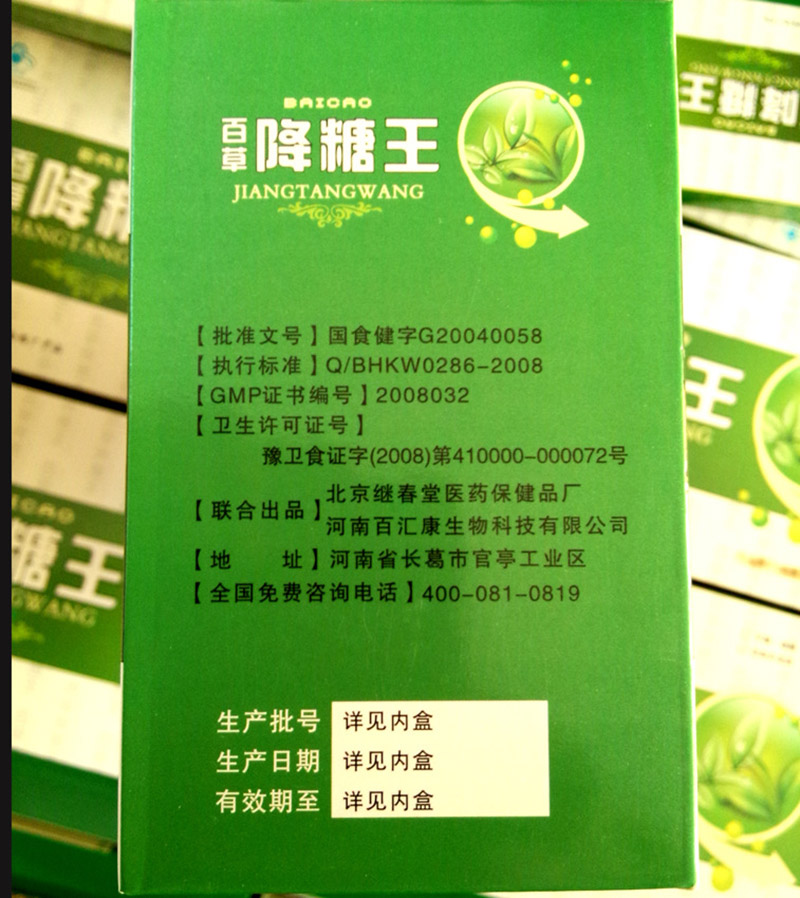 BAICAO
百草 降糖王
JIANGTANGWANG
【批准文号】国食健字G20040058
【执行标准】Q/BHKW0286-2008
【GMP证书编号】2008032
【卫生许可证号】
豫卫食证字(2008)第410000-000072号
【联合出品】北京继春堂医药保健品厂
河南百汇康生物科技有限公司
【地 址】河南省长葛市官亭工业区
【全国免费咨询电话】400-081-0819
生产批号 详见内盒
生产日期 详见内盒
有效期至 详见内盒